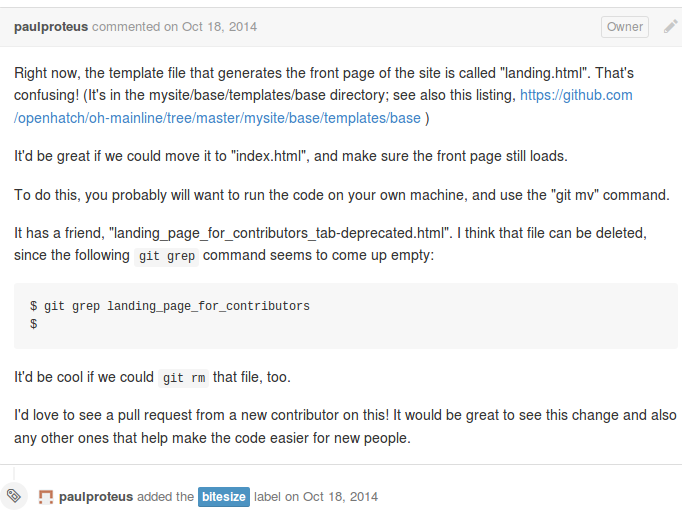 paulproteus commented on Oct 18, 2014
Owner
Right now, the template file that generates the front page of the site is called "landing.html". That's
confusing! (It's in the mysite/base/templates/base directory; see also this listing, https://github.com
/openhatch/oh-mainline/tree/master/mysite/base/templates/base )
It'd be great if we could move it to "index.html", and make sure the front page still loads.
To do this, you probably will want to run the code on your own machine, and use the "git mv" command.
It has a friend, "landing_page_for_contributors_tab-deprecated.html". I think that file can be deleted,
since the following git grep command seems to come up empty:
$ git grep landing_page_for_contributors
$
It'd be cool if we could git rm that file, too.
I'd love to see a pull request from a new contributor on this! It would be great to see this change and also
any other ones that help make the code easier for new people.
paulproteus added the bitesize label on Oct 18, 2014